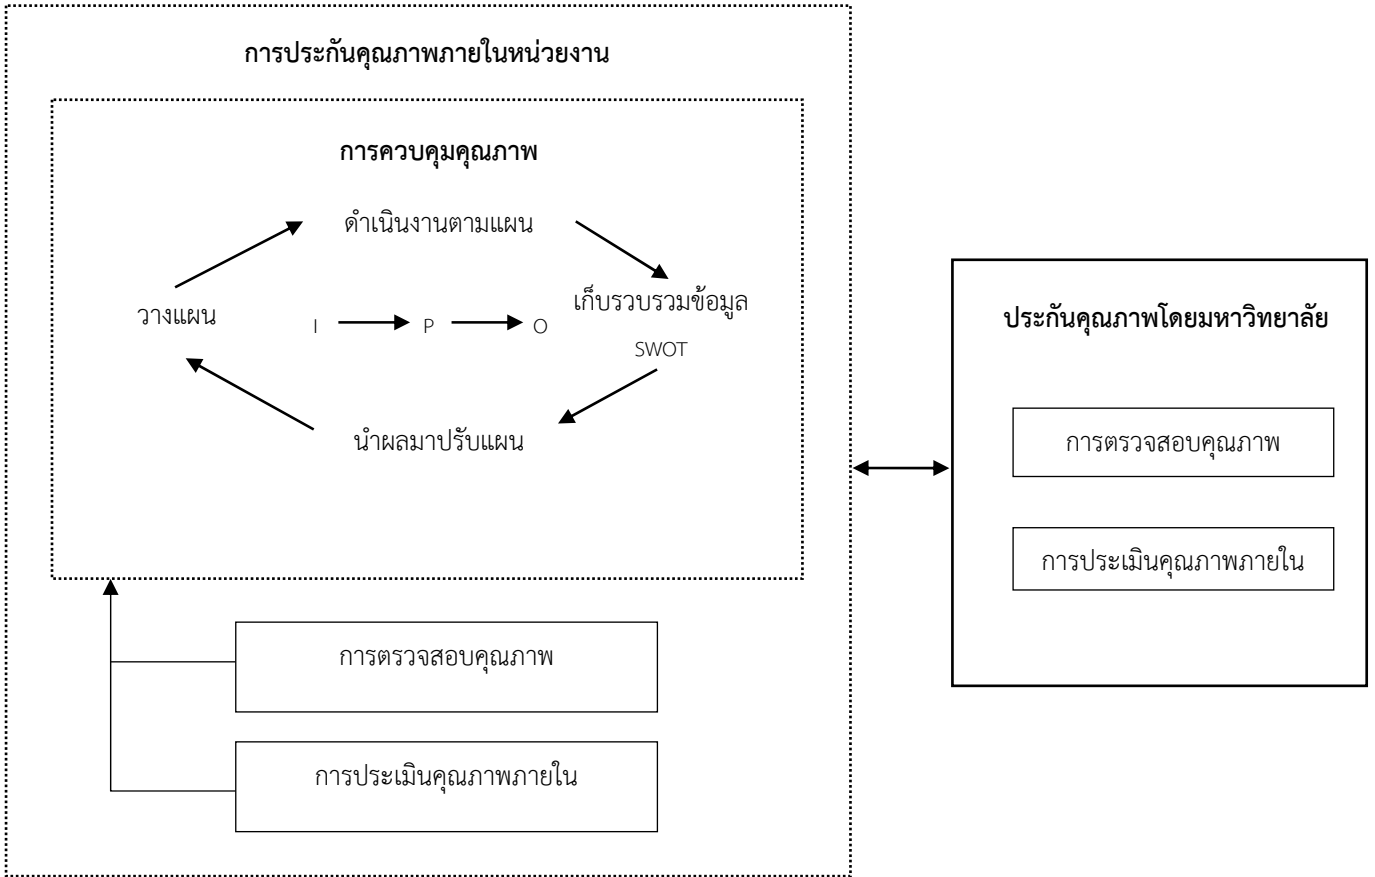 การประกันคุณภาพภายในหน่วยงาน
การควบคุมคุณภาพ
ดำเนินงานตามแผน
วางแผน
I
P
O
เก็บรวบรวมข้อมูล
SWOT
นำผลมาปรับแผน
การตรวจสอบคุณภาพ
การประเมินคุณภาพภายใน
ประกันคุณภาพโดยมหาวิทยาลัย
การตรวจสอบคุณภาพ
การประเมินคุณภาพภายใน